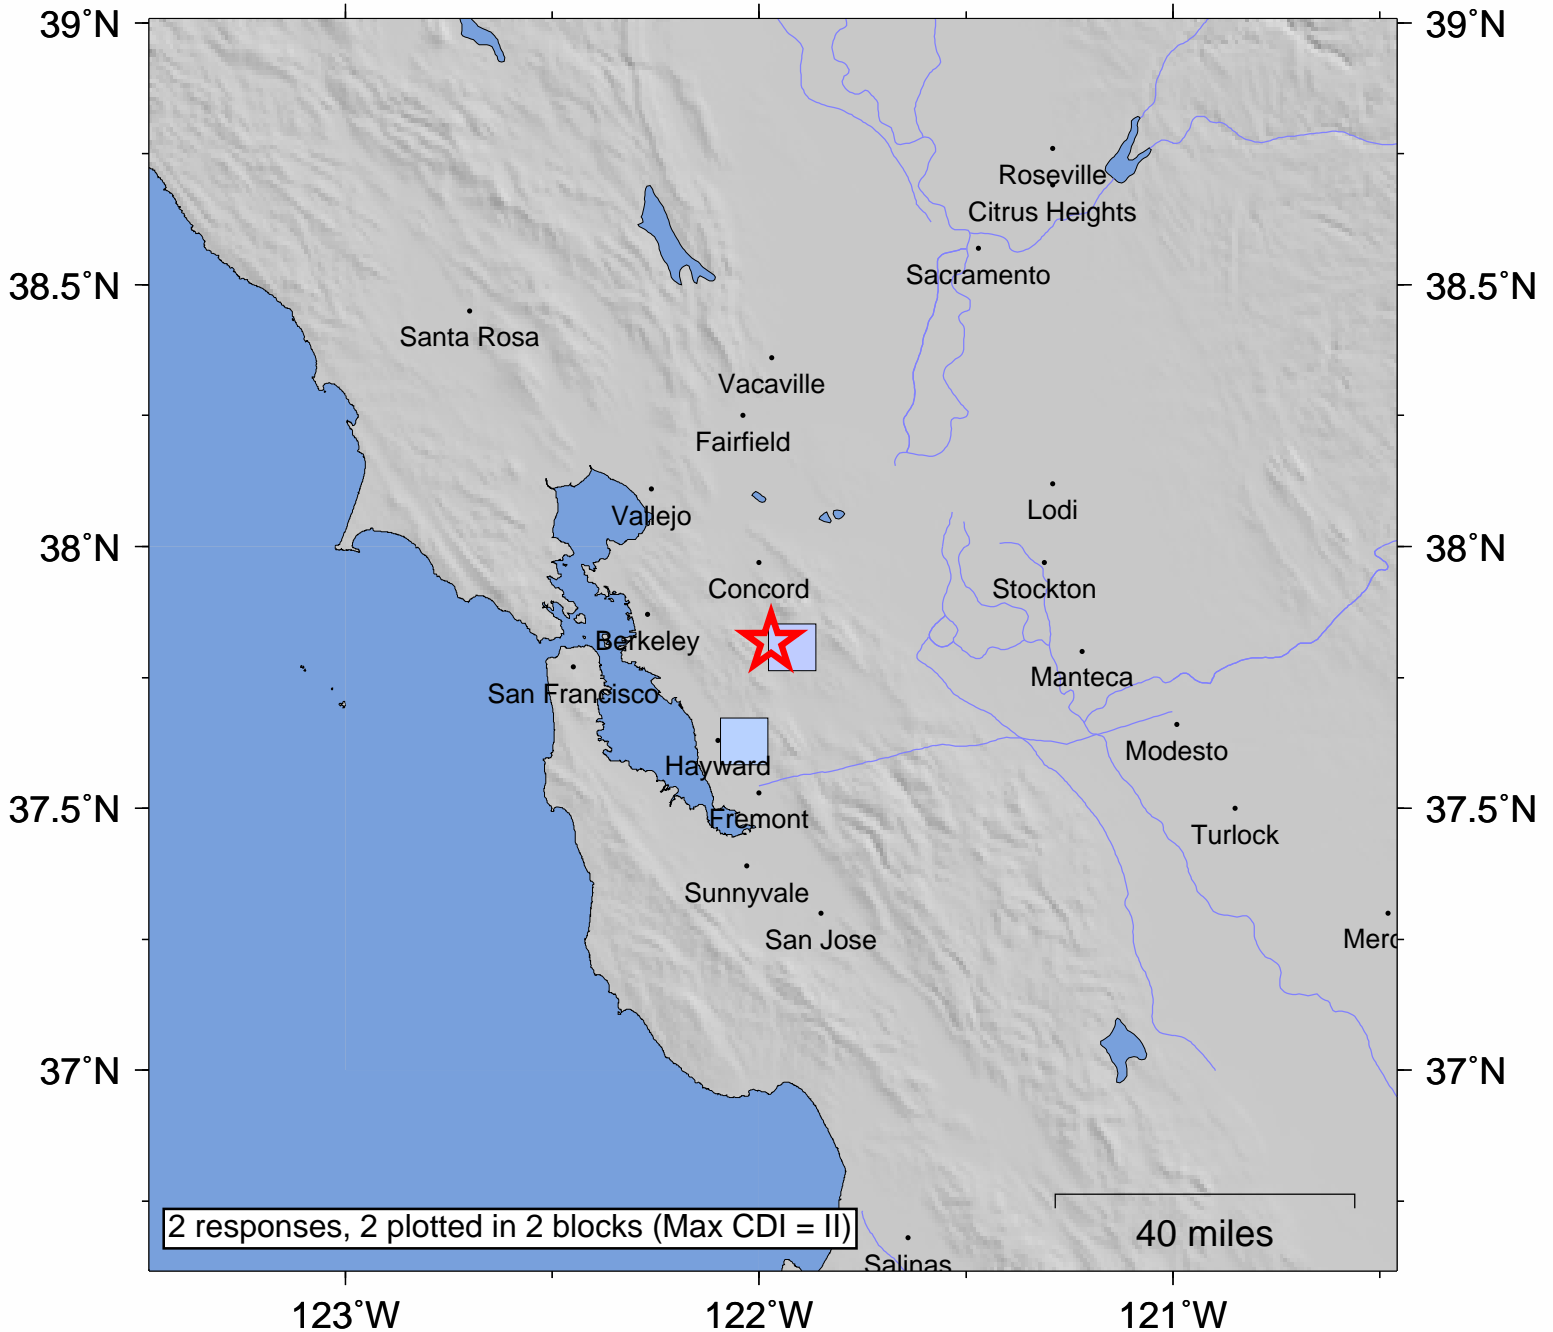 39˚N 39˚N
Roseville
Citrus Heights
Sacramento
38.5˚N 38.5˚N
Santa Rosa
Vacaville
Fairfield
Vallejo
Lodi
38˚N 38˚N
Concord
Stockton
Berkeley
Manteca
San Francisco
Modesto
Hayward
37.5˚N 37.5˚N
Fremont
Turlock
Sunnyvale
San Jose
Merc
37˚N 37˚N
2 responses, 2 plotted in 2 blocks (Max CDI = II)
40 miles
Salinas
123˚W 122˚W 121˚W